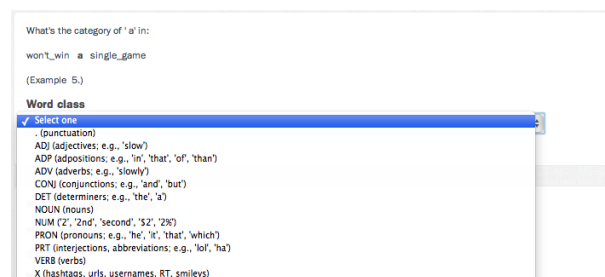 What's the category of ' a' in:
won't_win a single_game
(Example 5.)
Word class
✓ Select one
. (punctuation)
ADJ (adjectives; e.g., 'slow')
ADP (adpositions; e.g., 'in', 'that', 'of', 'than')
ADV (adverbs; e.g., 'slowly')
CONJ (conjunctions; e.g., 'and', 'but')
DET (determiners; e.g., 'the', 'a')
NOUN (nouns)
NUM ('2', '2nd', 'second', '$2', '2%')
PRON (pronouns; e.g., 'he', 'it', 'that', 'which')
PRT (interjections, abbreviations; e.g., 'lol', 'ha')
VERB (verbs)
X (hashtags, urls, usernames, RT, smileys)